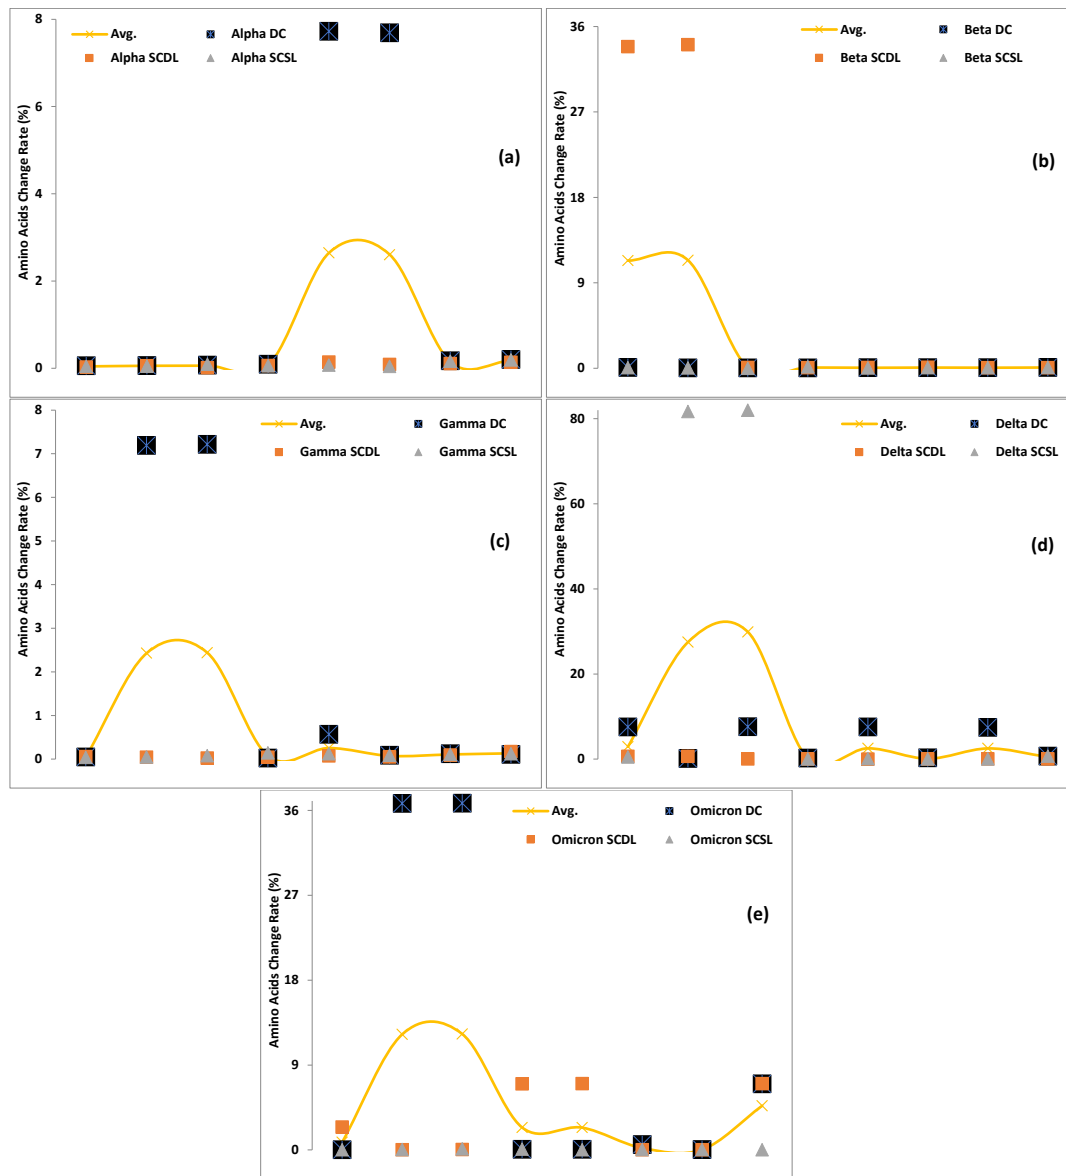 8
6
4
2
0
Amino Acids Change Rate (%)
Avg.
Alpha DC
Alpha SCDL
Alpha SCSL
(a)
36
27
18
9
0
Amino Acids Change Rate (%)
Avg.
Beta DC
Beta SCDL
Beta SCSL
(b)
8
7
6
5
4
3
2
1
0
Amino Acids Change Rate (%)
Avg.
Gamma DC
Gamma SCDL
Gamma SCSL
(c)
80
60
40
20
0
Amino Acids Change Rate (%)
Avg.
Delta DC
Delta SCDL
Delta SCSL
(d)
36
27
18
9
0
Amino Acids Change Rate (%)
Avg.
Omicron DC
Omicron SCDL
Omicron SCSL
(e)